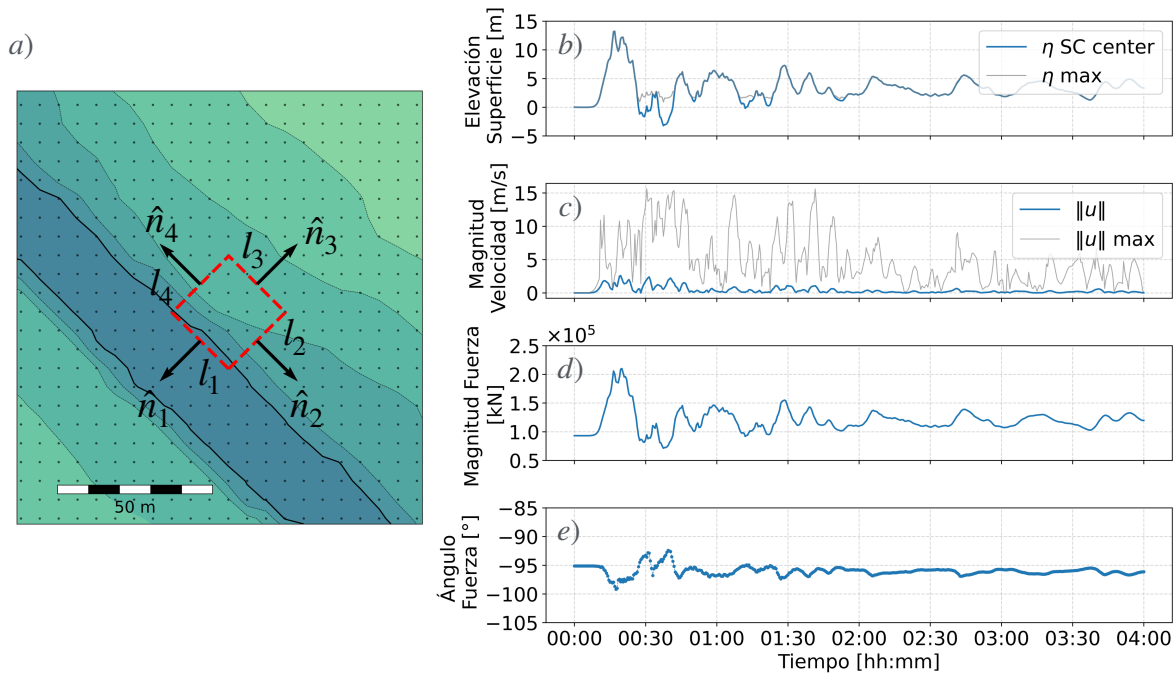 a)
n̂₄
l₃
n̂₃
l₄
l₂
l₁
n̂₁
n̂₂
50 m
b)
Elevación
Superficie [m]
15
10
5
0
−5
η SC center
η max
c)
Magnitud
Velocidad [m/s]
15
10
5
0
‖u‖
‖u‖ max
×10⁵
d)
Magnitud Fuerza
[kN]
2.5
2.0
1.5
1.0
0.5
e)
Ángulo
Fuerza [°]
−85
−90
−95
−100
−105
00:00 00:30 01:00 01:30 02:00 02:30 03:00 03:30 04:00
Tiempo [hh:mm]